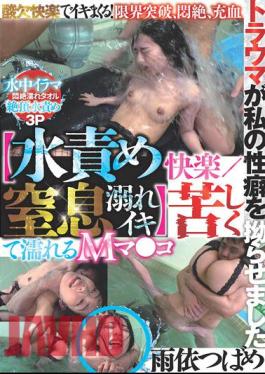 酸欠快楽でイキまくる!限界突破、悶絶、充血
トラウマが私の性癖を拗らせました
水中イラマ
悶絶濡れタオル
絶頂水責め
3P
【水責め快楽/
窒息溺れイキ】苦しく
て濡れるMマ●コ
雨依つばめ